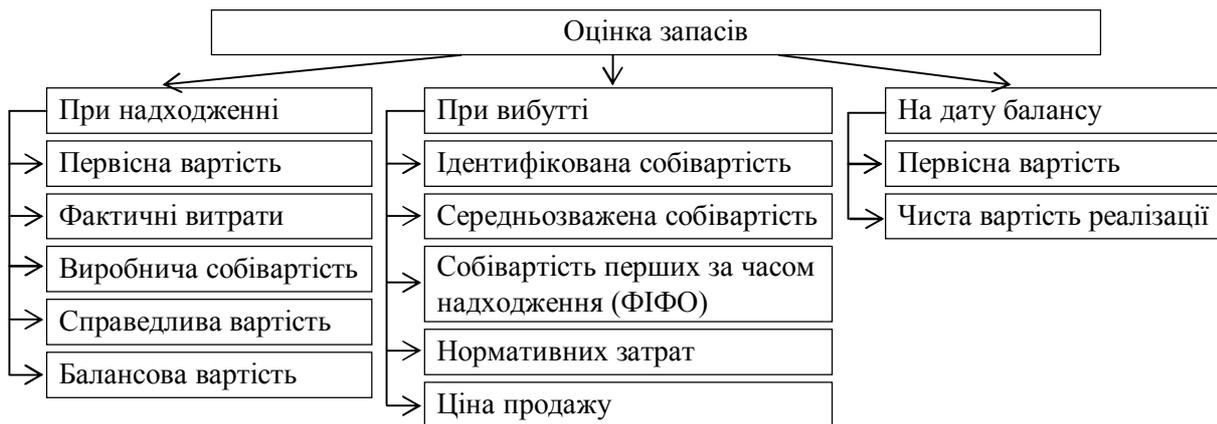 Оцінка запасів
При надходженні
Первісна вартість
Фактичні витрати
Виробнича собівартість
Справедлива вартість
Балансова вартість
При вибутті
Ідентифікована собівартість
Середньозважена собівартість
Собівартість перших за часом
надходження (ФІФО)
Нормативних затрат
Ціна продажу
На дату балансу
Первісна вартість
Чиста вартість реалізації